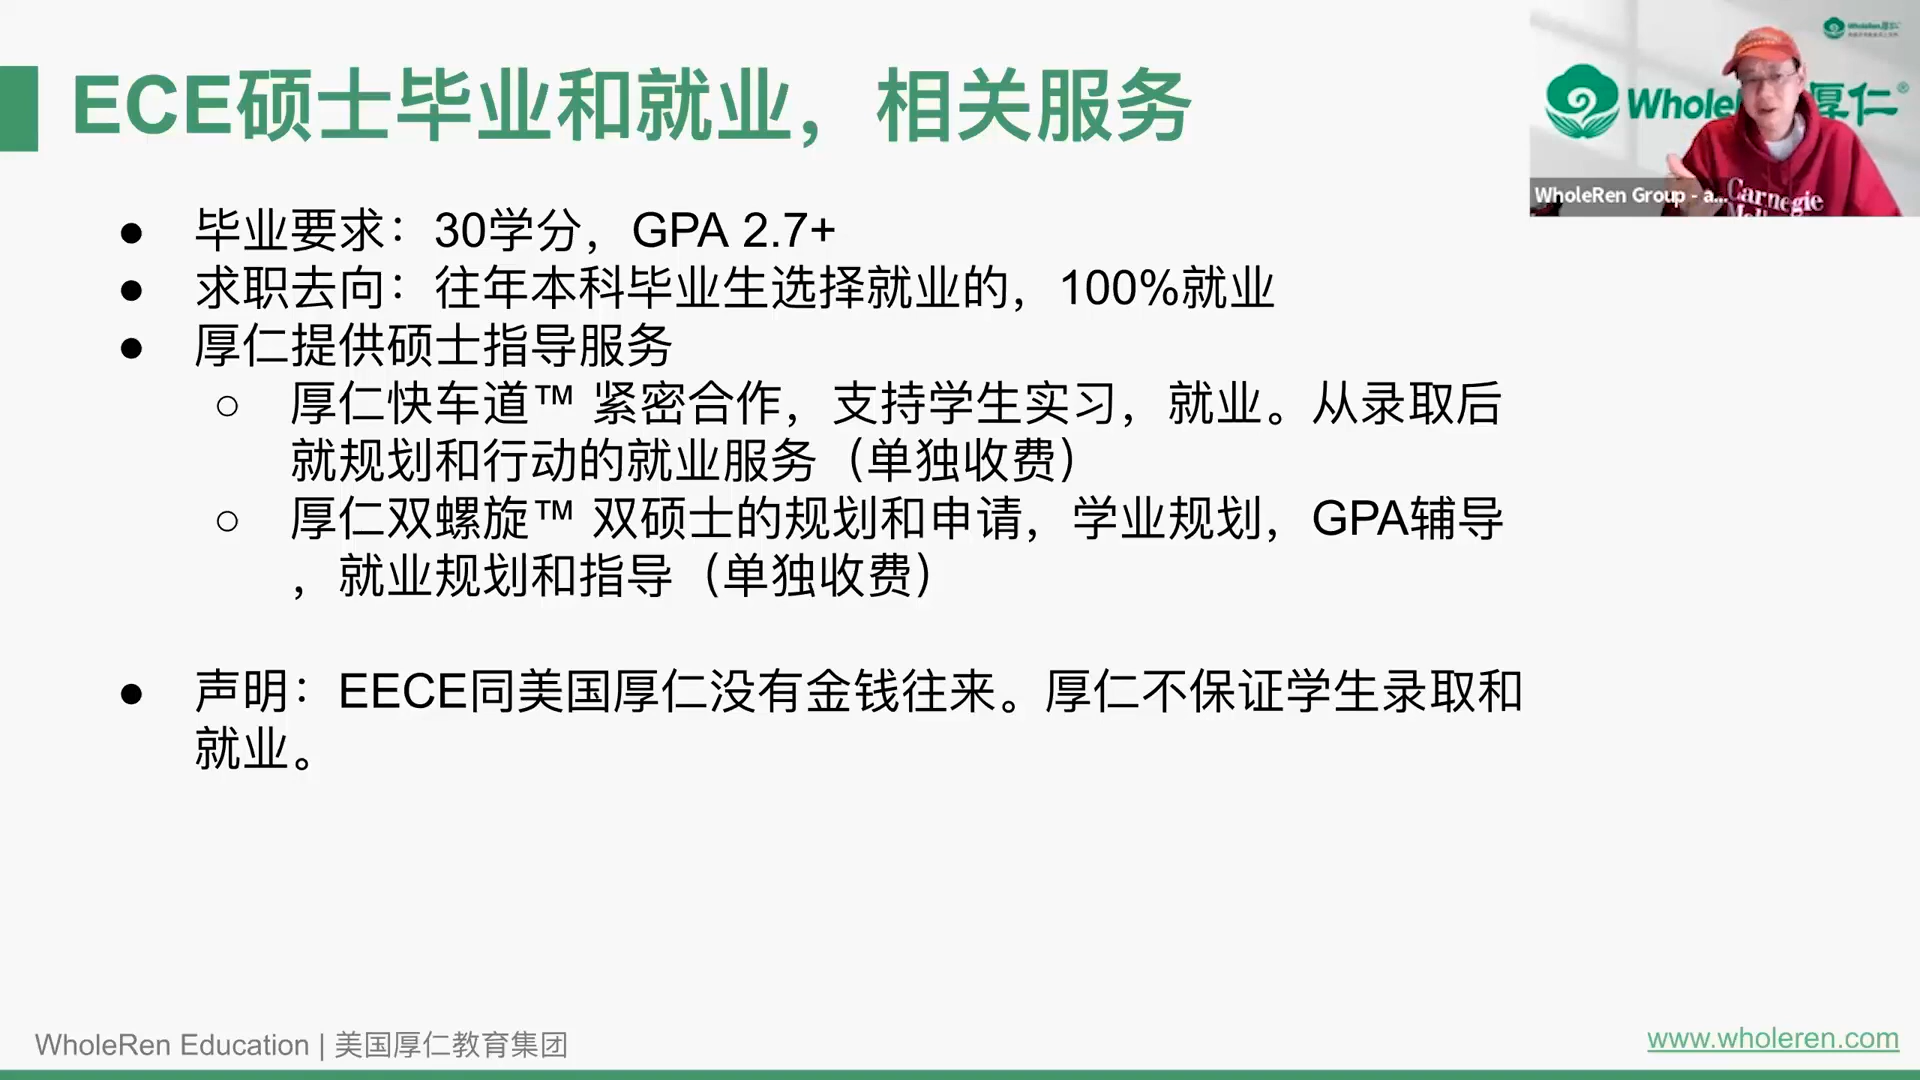 ECE硕士毕业和就业，相关服务
Whole 厚仁®
WholeRen Group - a...
Carnegie
● 毕业要求：30学分，GPA 2.7+
● 求职去向：往年本科毕业生选择就业的，100%就业
● 厚仁提供硕士指导服务
○ 厚仁快车道™ 紧密合作，支持学生实习，就业。从录取后
就规划和行动的就业服务（单独收费）
○ 厚仁双螺旋™ 双硕士的规划和申请，学业规划，GPA辅导
，就业规划和指导（单独收费）
● 声明：EECE同美国厚仁没有金钱往来。厚仁不保证学生录取和
就业。
WholeRen Education | 美国厚仁教育集团
www.wholeren.com